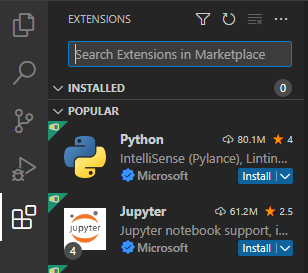 EXTENSIONS
Search Extensions in Marketplace
INSTALLED 0
POPULAR
Python 80.1M 4
IntelliSense (Pylance), Lintin...
Microsoft Install
Jupyter 61.2M 2.5
jupyter
Jupyter notebook support, i...
4 Microsoft Install